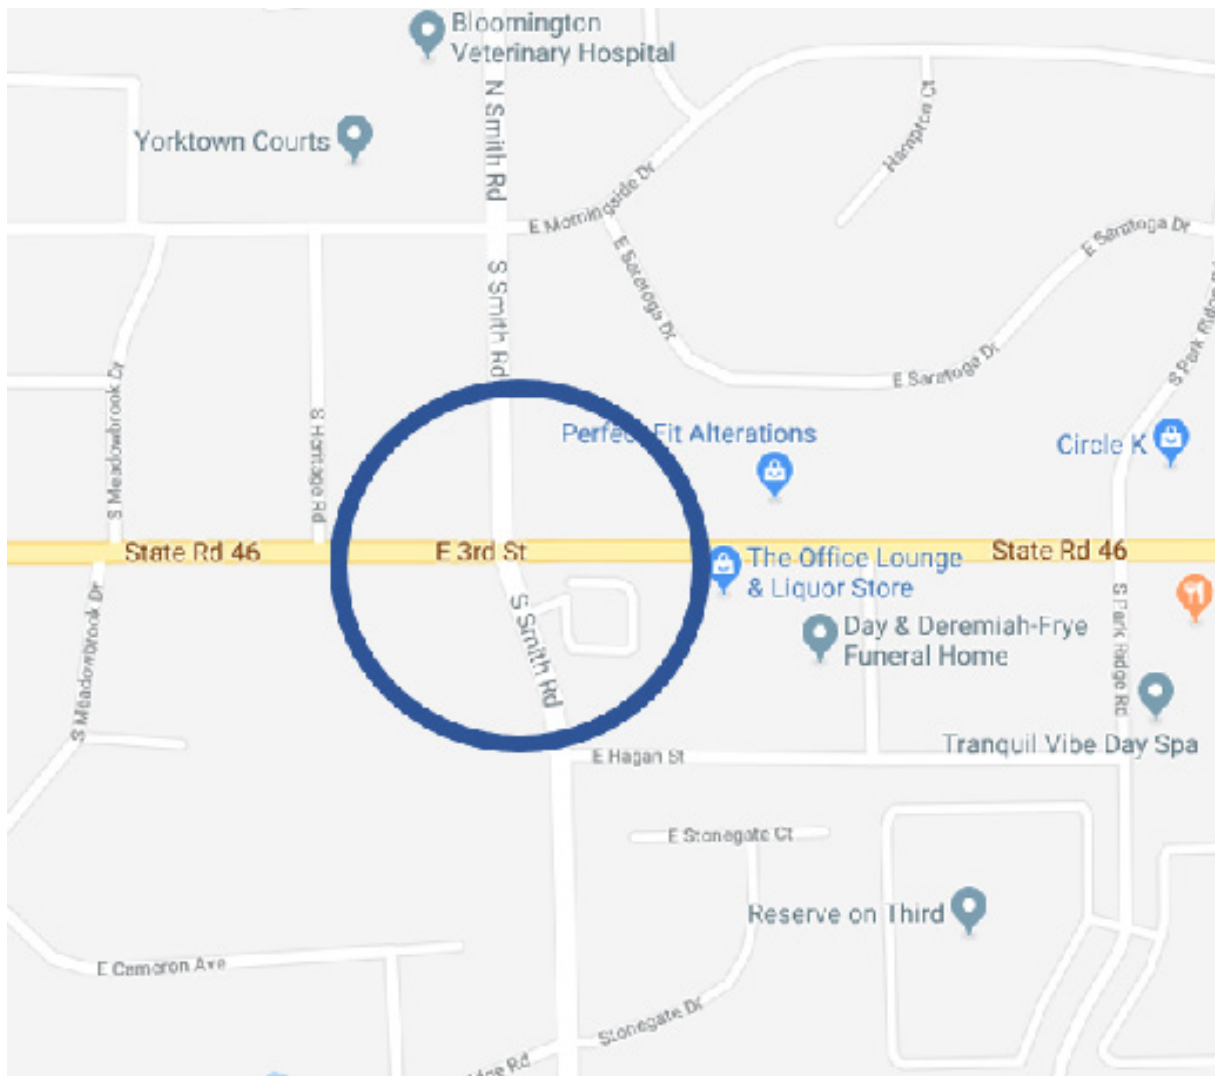 Bloomington
Veterinary Hospital
N Smith Rd
Yorktown Courts
Hampton Ct
E Morningside Dr
E Saratoga Dr
E Saratoga Dr
S Smith Rd
E Saratoga Dr
S Meadowbrook Dr
S Heritage Rd
Perfect Fit Alterations
Circle K
State Rd 46
E 3rd St
State Rd 46
The Office Lounge
& Liquor Store
S Smith Rd
S Meadowbrook Dr
Day & Deremiah-Frye
Funeral Home
S Park Ridge Rd
Tranquil Vibe Day Spa
E Hagan St
E Stonegate Ct
Reserve on Third
E Cameron Ave
Stonegate Dr
Rd